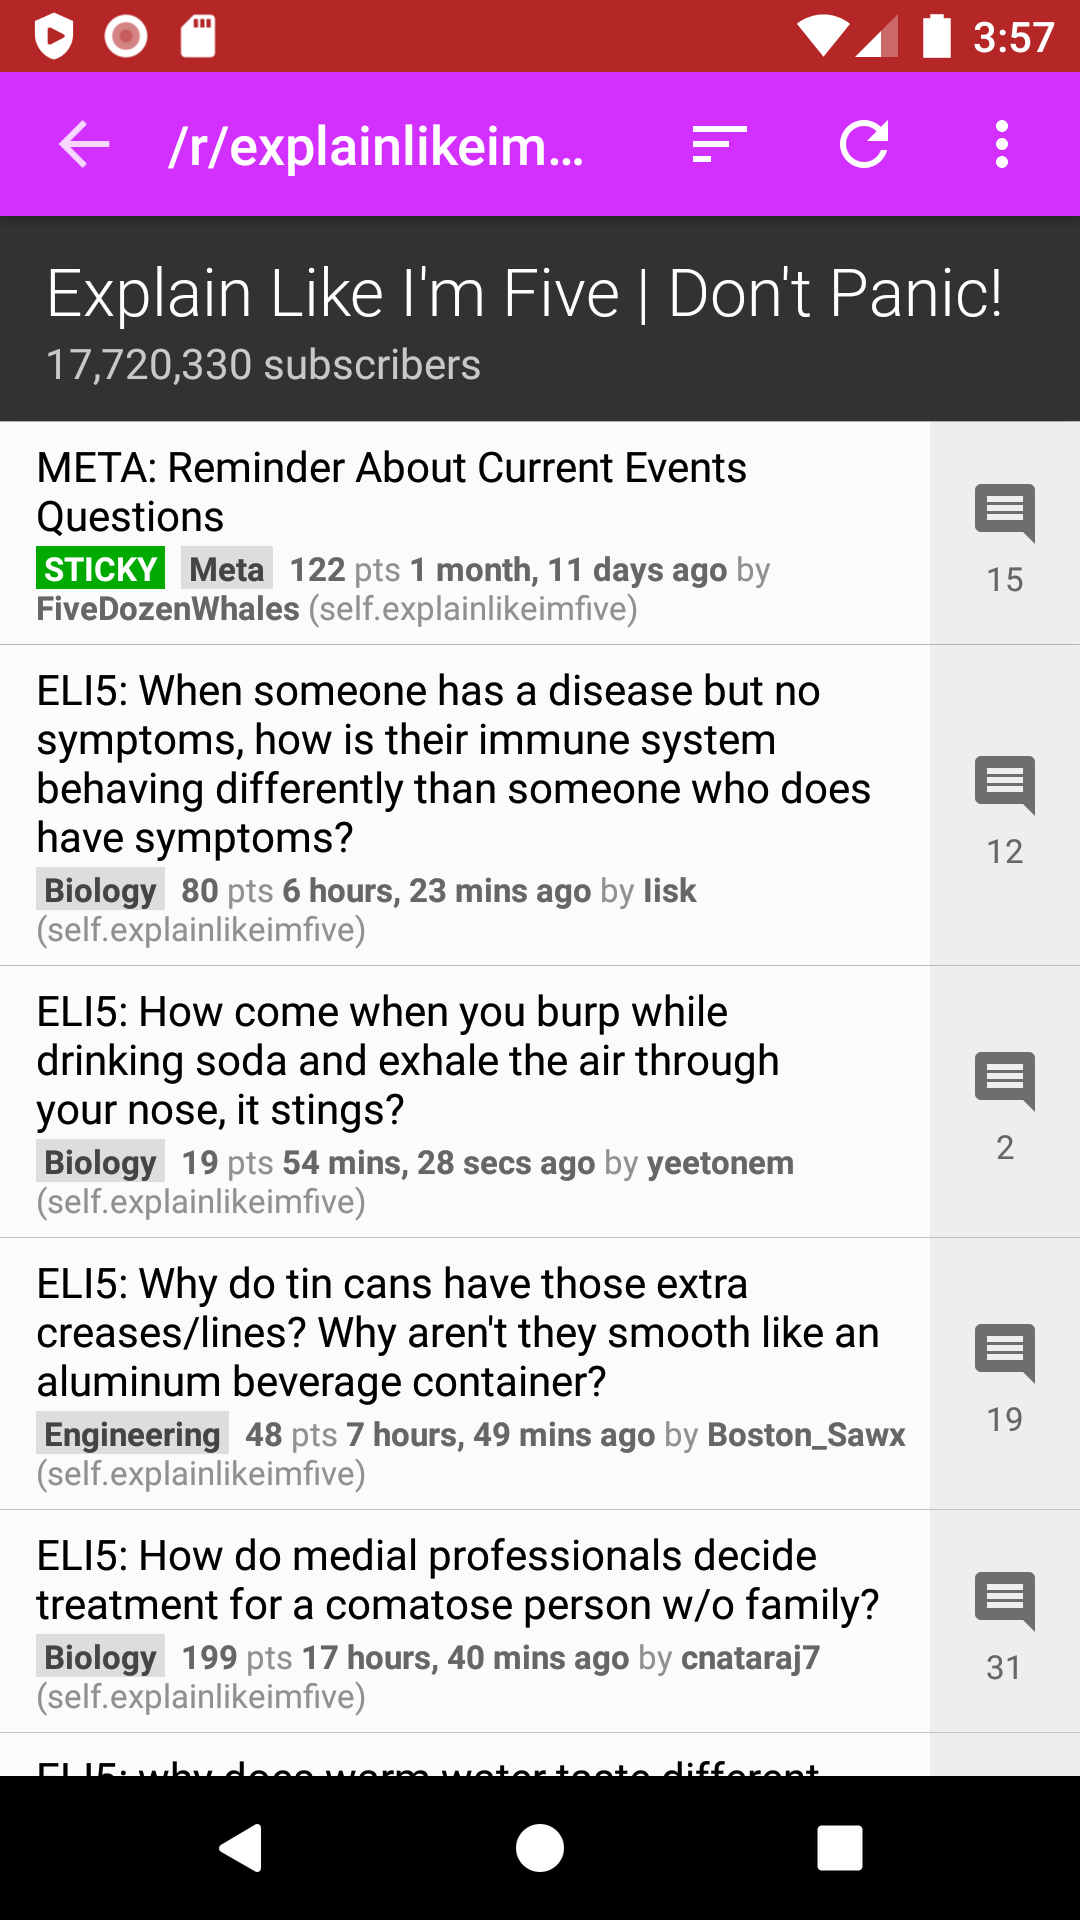 3:57
/r/explainlikeim...
Explain Like I'm Five | Don't Panic!
17,720,330 subscribers
META: Reminder About Current Events
Questions
STICKY Meta 122 pts 1 month, 11 days ago by
FiveDozenWhales (self.explainlikeimfive)
15
ELI5: When someone has a disease but no
symptoms, how is their immune system
behaving differently than someone who does
have symptoms?
Biology 80 pts 6 hours, 23 mins ago by Iisk
(self.explainlikeimfive)
12
ELI5: How come when you burp while
drinking soda and exhale the air through
your nose, it stings?
Biology 19 pts 54 mins, 28 secs ago by yeetonem
(self.explainlikeimfive)
2
ELI5: Why do tin cans have those extra
creases/lines? Why aren't they smooth like an
aluminum beverage container?
Engineering 48 pts 7 hours, 49 mins ago by Boston_Sawx
(self.explainlikeimfive)
19
ELI5: How do medial professionals decide
treatment for a comatose person w/o family?
Biology 199 pts 17 hours, 40 mins ago by cnataraj7
(self.explainlikeimfive)
31
ELI5: why does warm water taste different